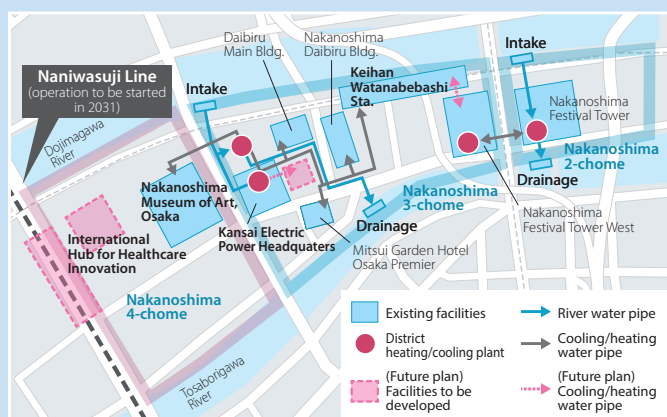 Naniwasuji Line
(operation to be started
in 2031)
Dojimagawa
River
Intake
Daibiru
Main Bldg.
Nakanoshima
Daibiru Bldg.
Keihan
Watanabebashi
Sta.
Intake
Nakanoshima
Festival Tower
Nakanoshima
2-chome
Drainage
Nakanoshima
Museum of Art,
Osaka
Nakanoshima
3-chome
Nakanoshima
Festival Tower West
Drainage
Kansai Electric
Power Headquaters
Mitsui Garden Hotel
Osaka Premier
International
Hub for Healthcare
Innovation
Nakanoshima
4-chome
Tosaborigawa
River
Existing facilities
River water pipe
District
heating/cooling plant
Cooling/heating
water pipe
(Future plan)
Facilities to be
developed
(Future plan)
Cooling/heating
water pipe